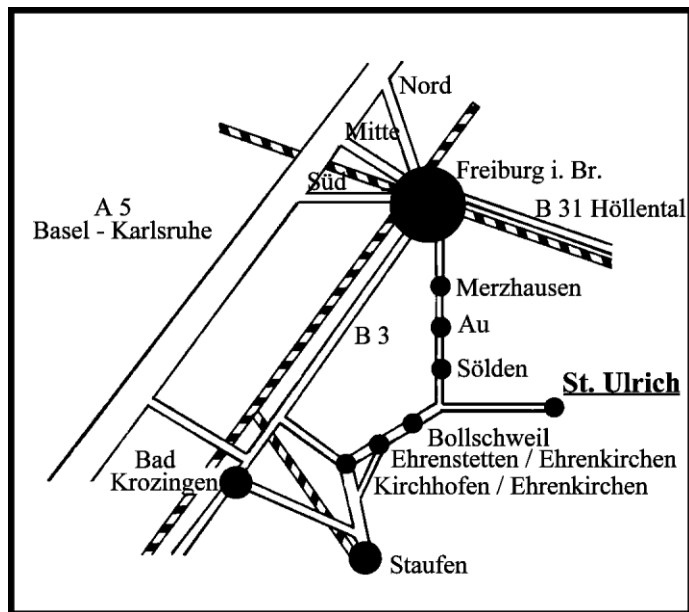 Nord
Mitte
Freiburg i. Br.
Süd
A 5
B 31 Höllental
Basel - Karlsruhe
Merzhausen
Au
B 3
Sölden
St. Ulrich
Bollschweil
Bad
Ehrenstetten / Ehrenkirchen
Krozingen
Kirchhofen / Ehrenkirchen
Staufen